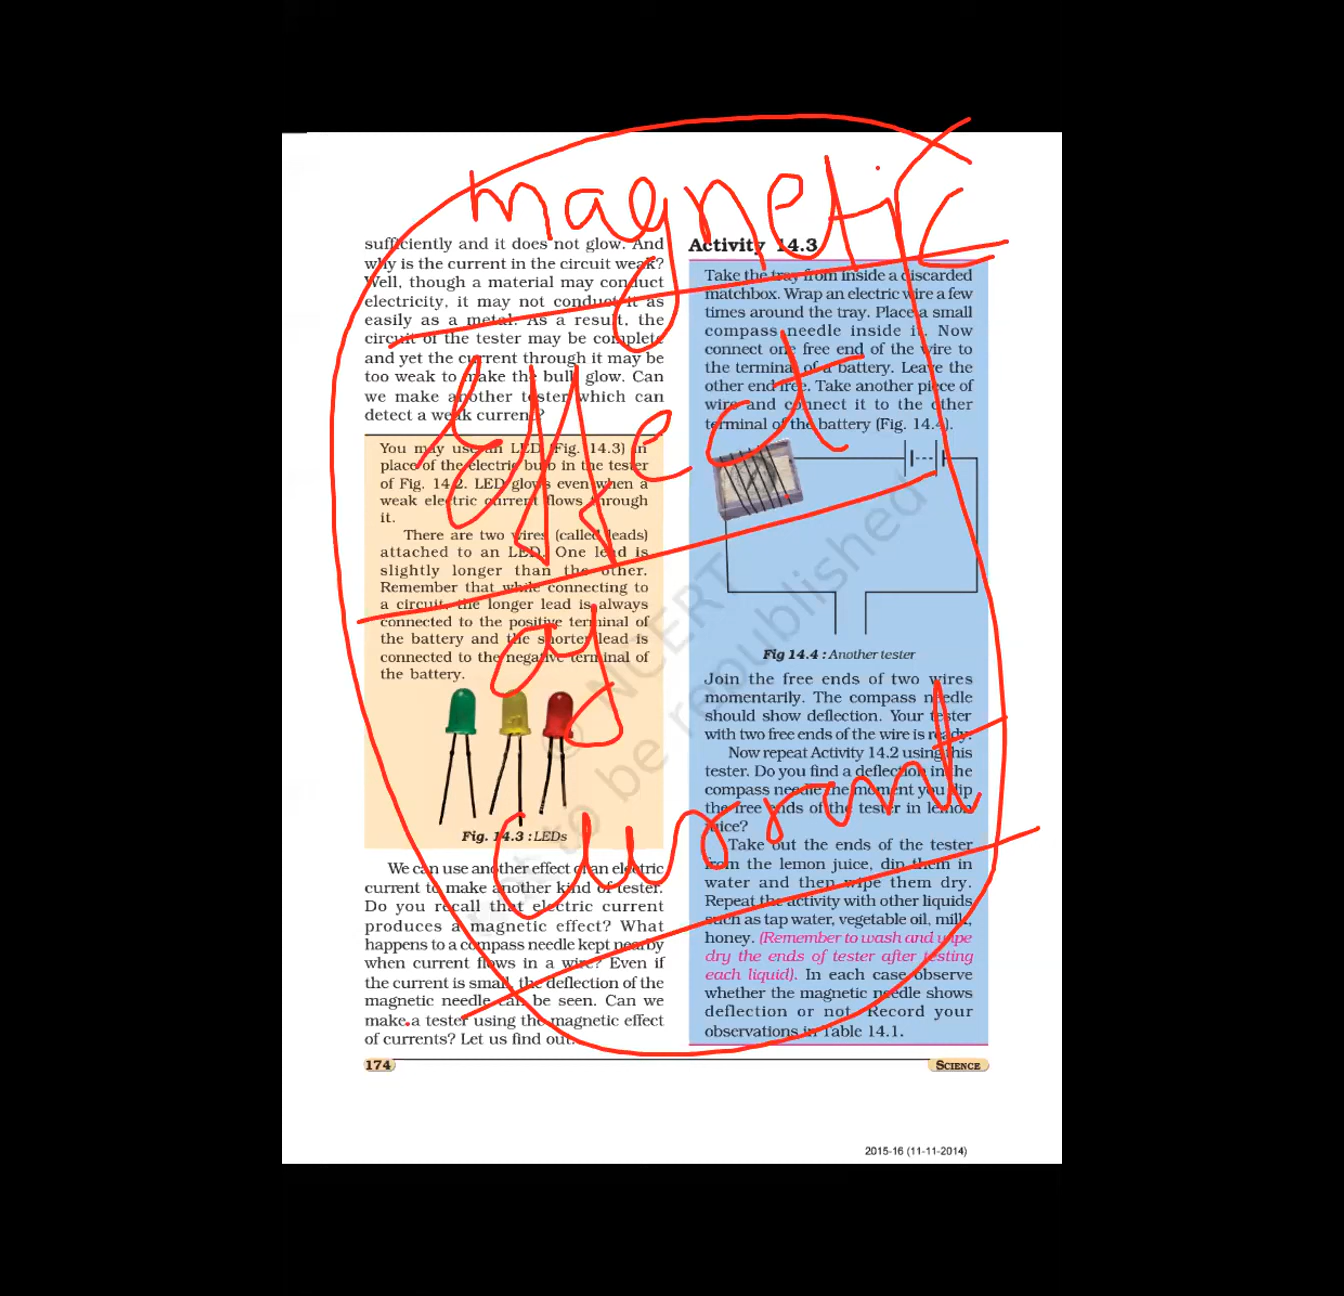 magnetic
Effect
of
Currant
sufficiently and it does not glow. And
why is the current in the circuit weak?
Well, though a material may conduct
electricity, it may not conduct it as
easily as a metal. As a result, the
circuit of the tester may be complete
and yet the current through it may be
too weak to make the bulb glow. Can
we make another tester which can
detect a weak current?
You may use an LED (Fig. 14.3) in
place of the electric bulb in the tester
of Fig. 14.2. LED glows even when a
weak electric current flows through
it.
There are two wires (called leads)
attached to an LED. One lead is
slightly longer than the other.
Remember that while connecting to
a circuit, the longer lead is always
connected to the positive terminal of
the battery and the shorter lead is
connected to the negative terminal of
the battery.
Fig. 14.3 : LEDs
We can use another effect of an electric
current to make another kind of tester.
Do you recall that electric current
produces a magnetic effect? What
happens to a compass needle kept nearby
when current flows in a wire? Even if
the current is small, the deflection of the
magnetic needle can be seen. Can we
make a tester using the magnetic effect
of currents? Let us find out.
Activity 14.3
Take the tray from inside a discarded
matchbox. Wrap an electric wire a few
times around the tray. Place a small
compass needle inside it. Now
connect one free end of the wire to
the terminal of a battery. Leave the
other end free. Take another piece of
wire and connect it to the other
terminal of the battery (Fig. 14.4).
Fig 14.4 : Another tester
Join the free ends of two wires
momentarily. The compass needle
should show deflection. Your tester
with two free ends of the wire is ready.
Now repeat Activity 14.2 using this
tester. Do you find a deflection in the
compass needle the moment you dip
the free ends of the tester in lemon
juice?
Take out the ends of the tester
from the lemon juice, dip them in
water and then wipe them dry.
Repeat the activity with other liquids
such as tap water, vegetable oil, milk,
honey. (Remember to wash and wipe
dry the ends of tester after testing
each liquid). In each case observe
whether the magnetic needle shows
deflection or not. Record your
observations in Table 14.1.
© NCERT
not to be republished
174
SCIENCE
2015-16 (11-11-2014)